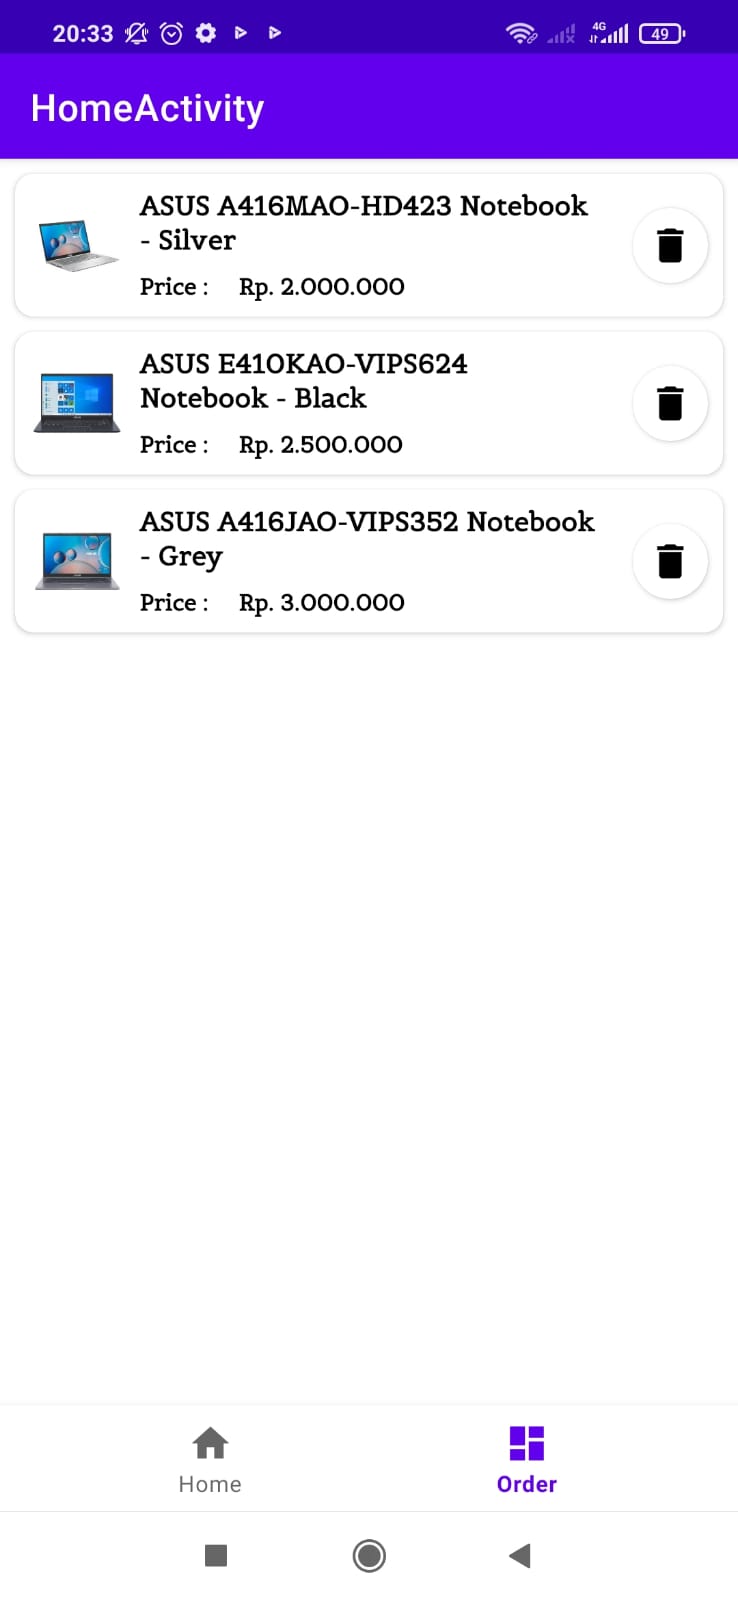 20:33
4G
49
HomeActivity
ASUS A416MAO-HD423 Notebook
- Silver
Price : Rp. 2.000.000
ASUS E410KAO-VIPS624
Notebook - Black
Price : Rp. 2.500.000
ASUS A416JAO-VIPS352 Notebook
- Grey
Price : Rp. 3.000.000
Home
Order